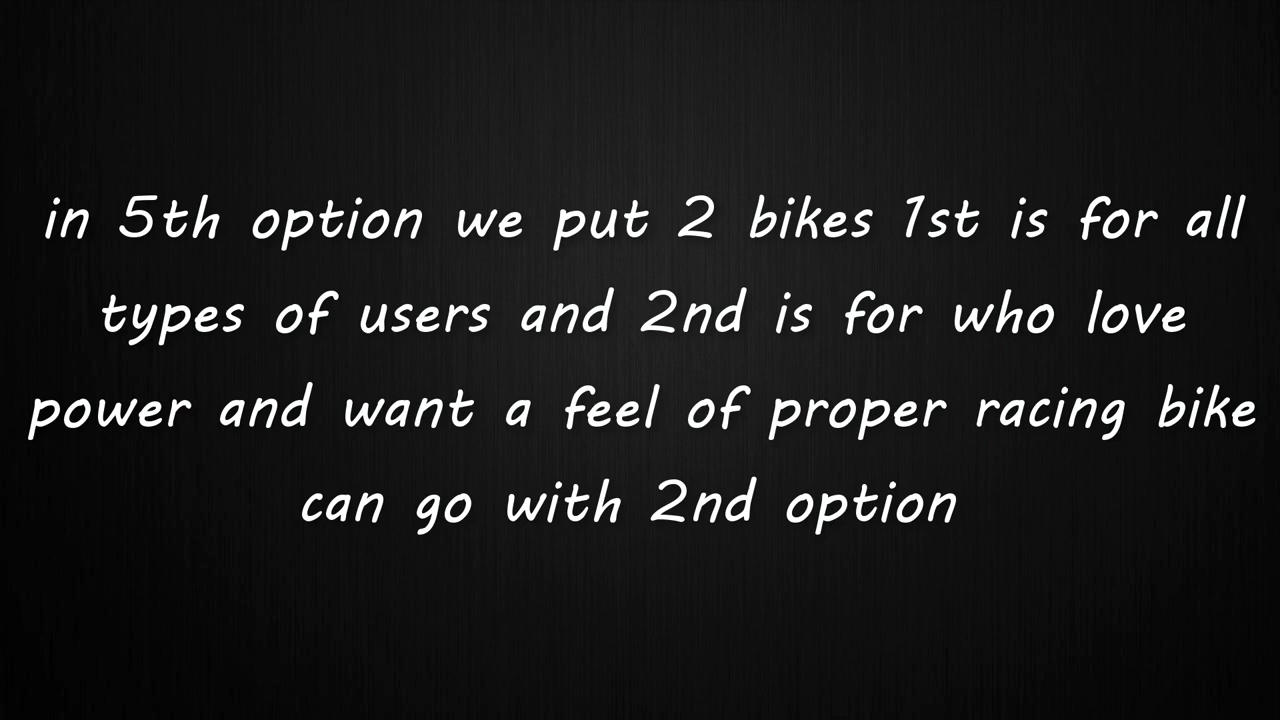 in 5th option we put 2 bikes 1st is for all
types of users and 2nd is for who love
power and want a feel of proper racing bike
can go with 2nd option